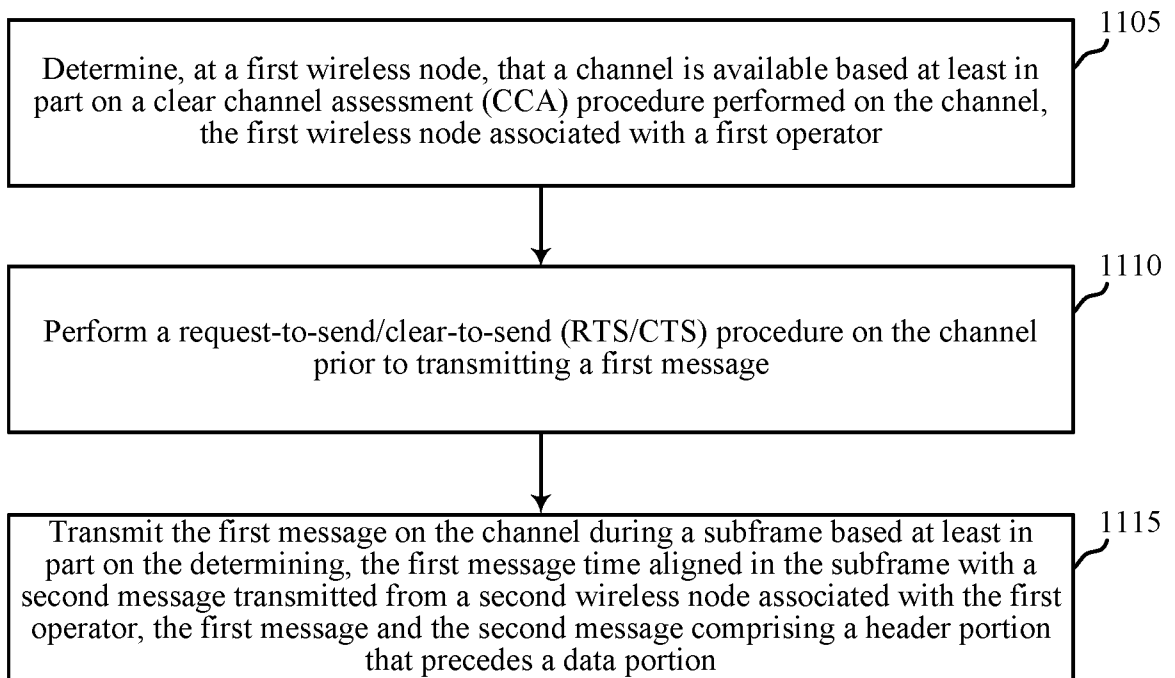 1105
Determine, at a first wireless node, that a channel is available based at least in
part on a clear channel assessment (CCA) procedure performed on the channel,
the first wireless node associated with a first operator
1110
Perform a request-to-send/clear-to-send (RTS/CTS) procedure on the channel
prior to transmitting a first message
1115
Transmit the first message on the channel during a subframe based at least in
part on the determining, the first message time aligned in the subframe with a
second message transmitted from a second wireless node associated with the first
operator, the first message and the second message comprising a header portion
that precedes a data portion